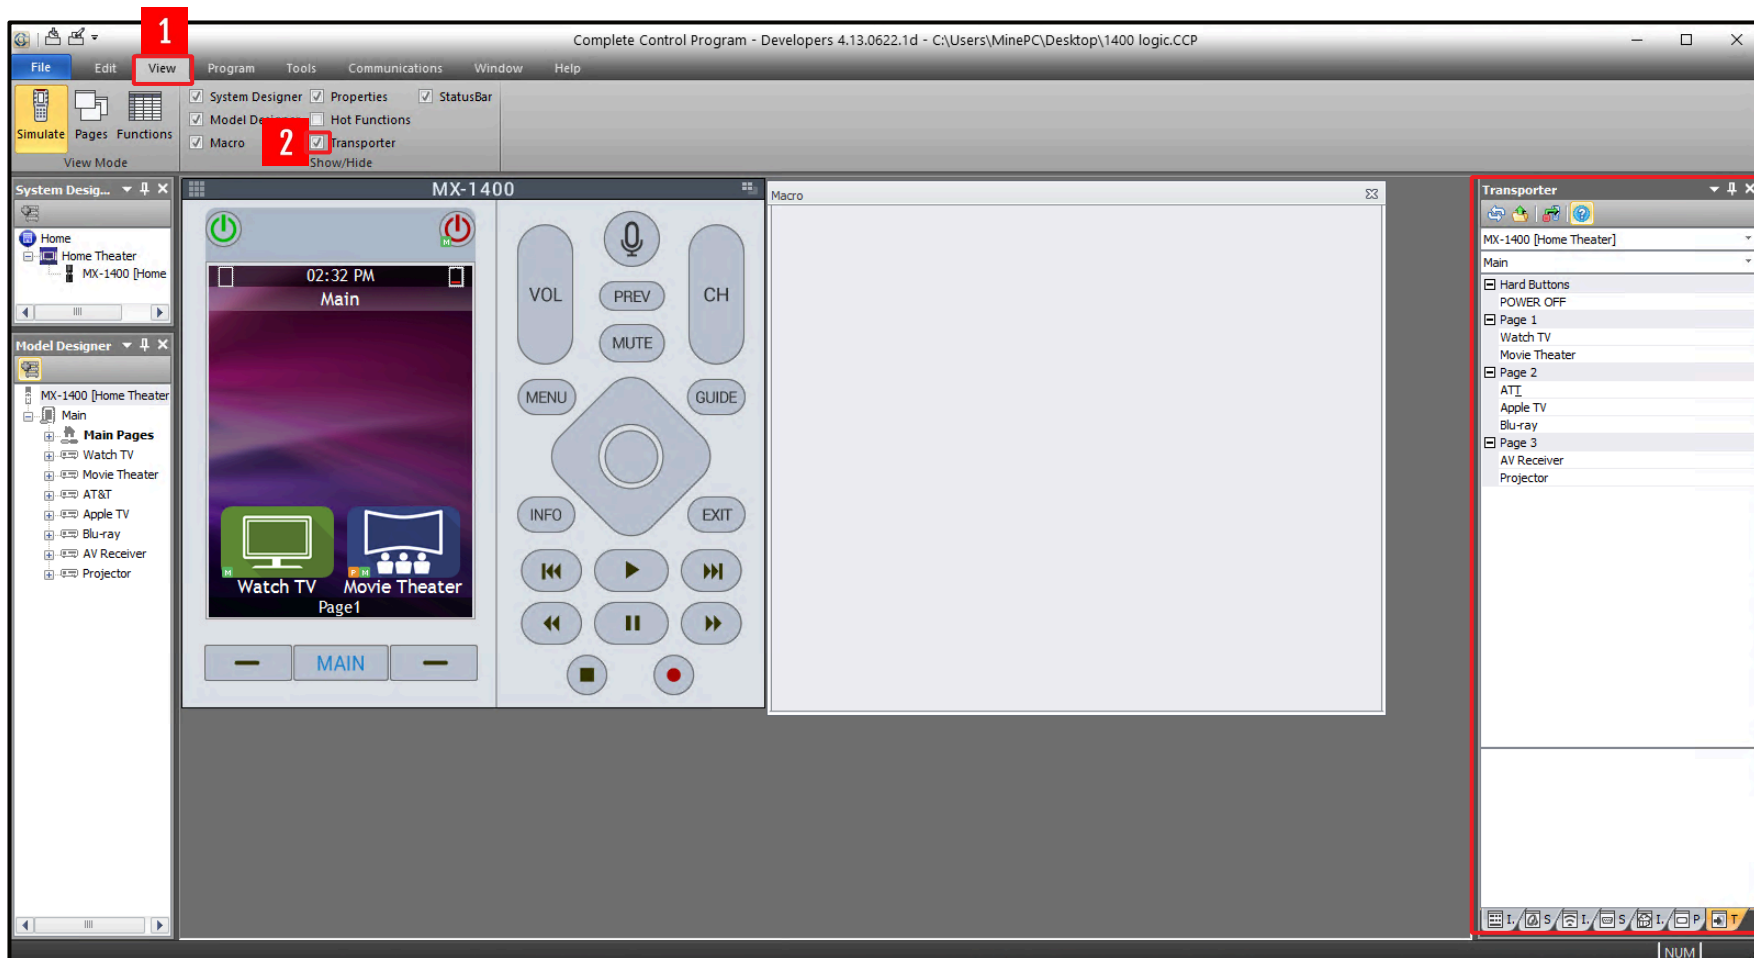 1
Complete Control Program - Developers 4.13.0622.1d - C:\Users\MinePC\Desktop\1400 logic.CCP
File Edit View Program Tools Communications Window Help
System Designer Properties StatusBar
Model Hot Functions
2
Macro Transporter
Simulate Pages Functions
View Mode Show/Hide
System Desig...
Home
Home Theater
MX-1400 [Home
Model Designer
MX-1400 [Home Theater
Main
Main Pages
Watch TV
Movie Theater
AT&T
Apple TV
Blu-ray
AV Receiver
Projector
MX-1400
02:32 PM
Main
M
M
P M
Watch TV Movie Theater
Page1
MAIN
VOL
PREV
CH
MUTE
MENU
GUIDE
INFO
EXIT
Macro
Transporter
MX-1400 [Home Theater]
Main
Hard Buttons
POWER OFF
Page 1
Watch TV
Movie Theater
Page 2
ATT
Apple TV
Blu-ray
Page 3
AV Receiver
Projector
I. S I. S I. P T
NUM